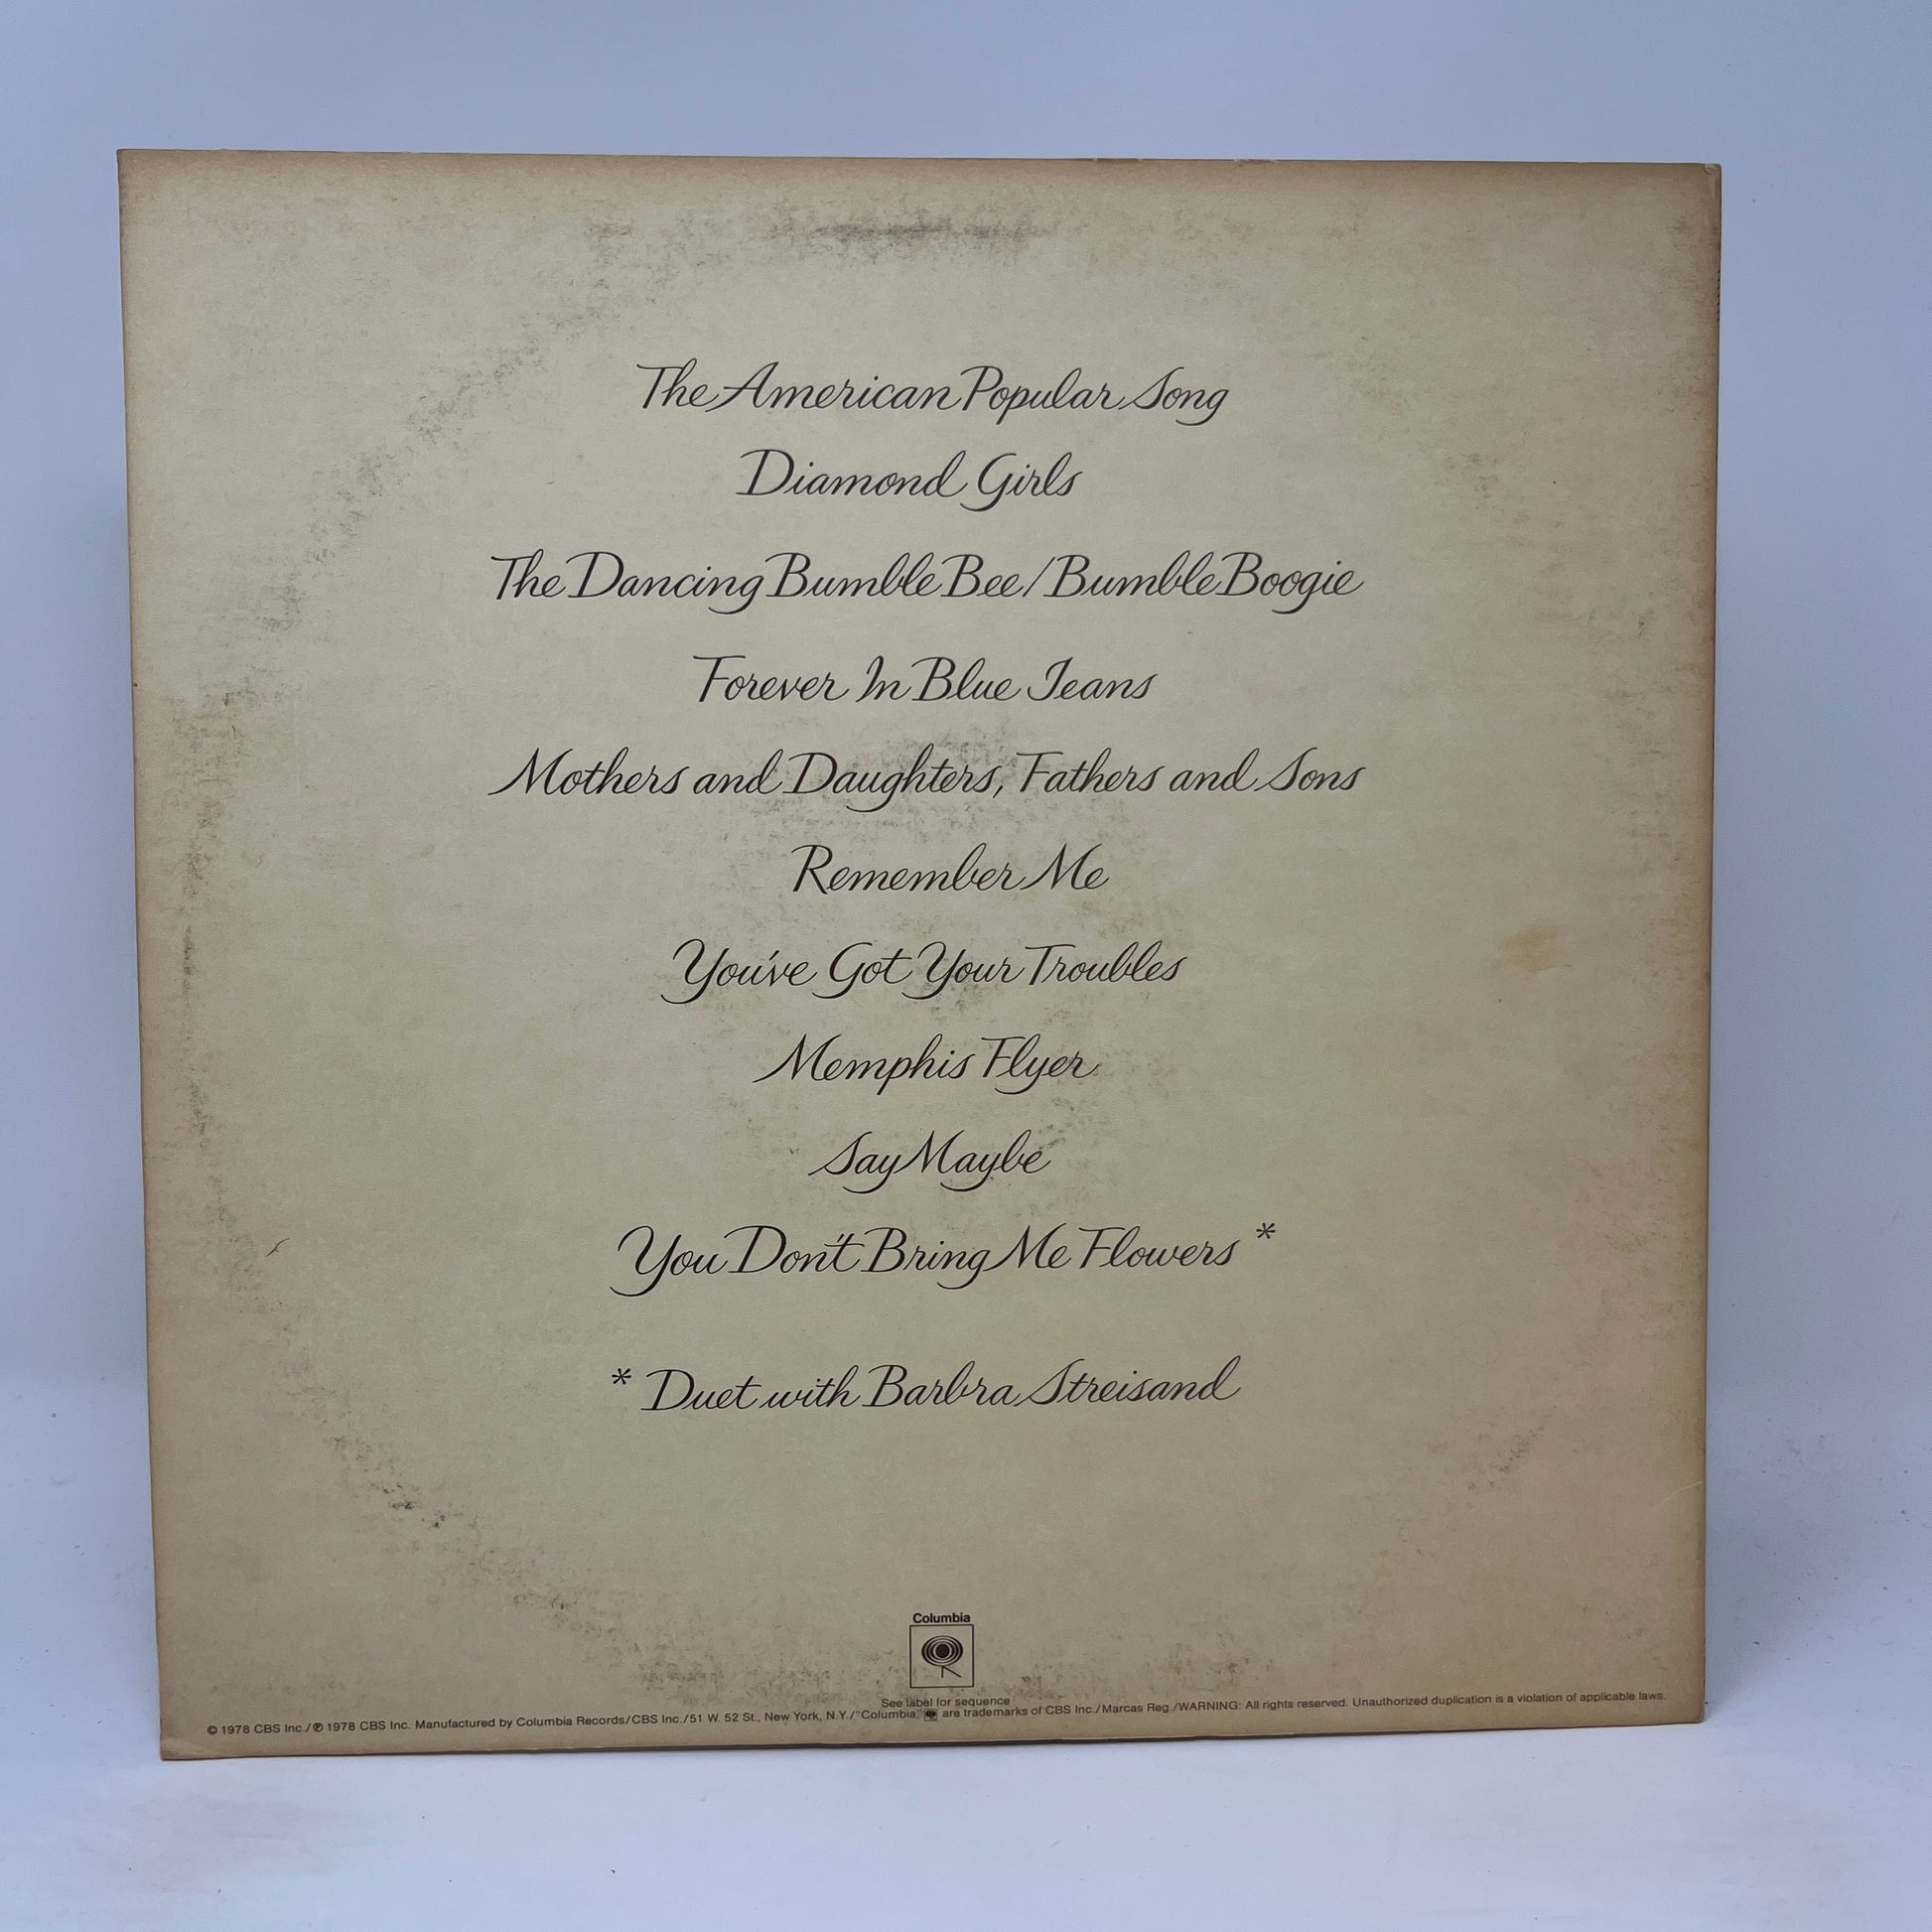 The American Popular Song
Diamond Girls
The Dancing Bumble Bee/Bumble Boogie
Forever In Blue Jeans
Mothers and Daughters, Fathers and Sons
Remember Me
You've Got Your Troubles
Memphis Flyer
Say Maybe
You Don't Bring Me Flowers *
* Duet with Barbra Streisand
Columbia
See label for sequence
© 1978 CBS Inc./℗ 1978 CBS Inc. Manufactured by Columbia Records/CBS Inc./51 W. 52 St., New York, N.Y./"Columbia," are trademarks of CBS Inc./Marcas Reg./WARNING: All rights reserved. Unauthorized duplication is a violation of applicable laws.